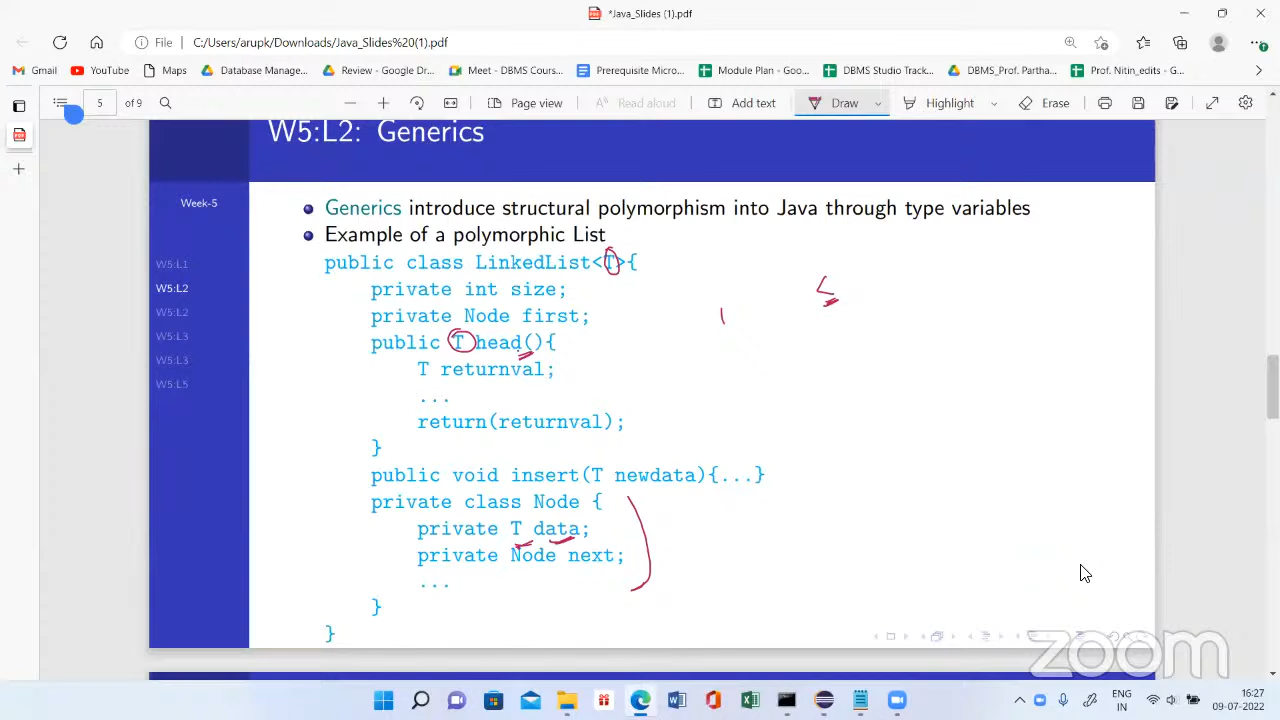 *Java_Slides (1).pdf
File C:/Users/arupk/Downloads/Java_Slides%20(1).pdf
Gmail YouTube Maps Database Manage... Review - Google Dr... Meet - DBMS Cours... Prerequisite Micro... Module Plan - Goo... DBMS Studio Track... DBMS_Prof. Partha... Prof. Nitin_edits - G...
5 of 9 Page view Read aloud Add text Draw Highlight Erase
W5:L2: Generics
Week-5
W5:L1
W5:L2
W5:L2
W5:L3
W5:L3
W5:L5
Generics introduce structural polymorphism into Java through type variables
Example of a polymorphic List
public class LinkedList<T>{
private int size;
private Node first;
public T head(){
T returnval;
...
return(returnval);
}
public void insert(T newdata){...}
private class Node {
private T data;
private Node next;
...
}
}
zoom
ENG
IN
16:27
09-07-2022